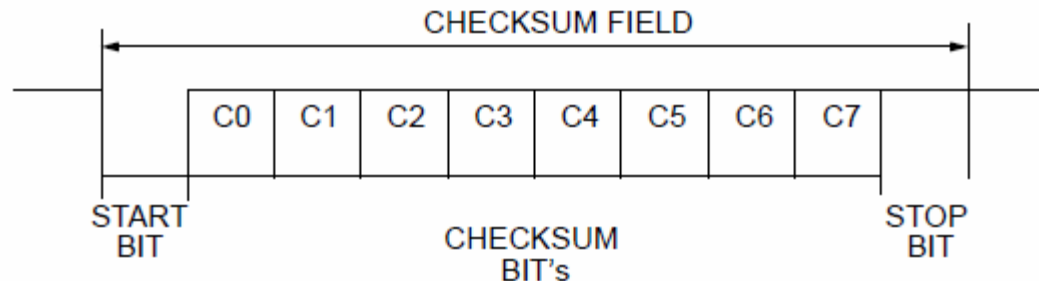 CHECKSUM FIELD
C0 C1 C2 C3 C4 C5 C6 C7
START
BIT
CHECKSUM
BIT's
STOP
BIT